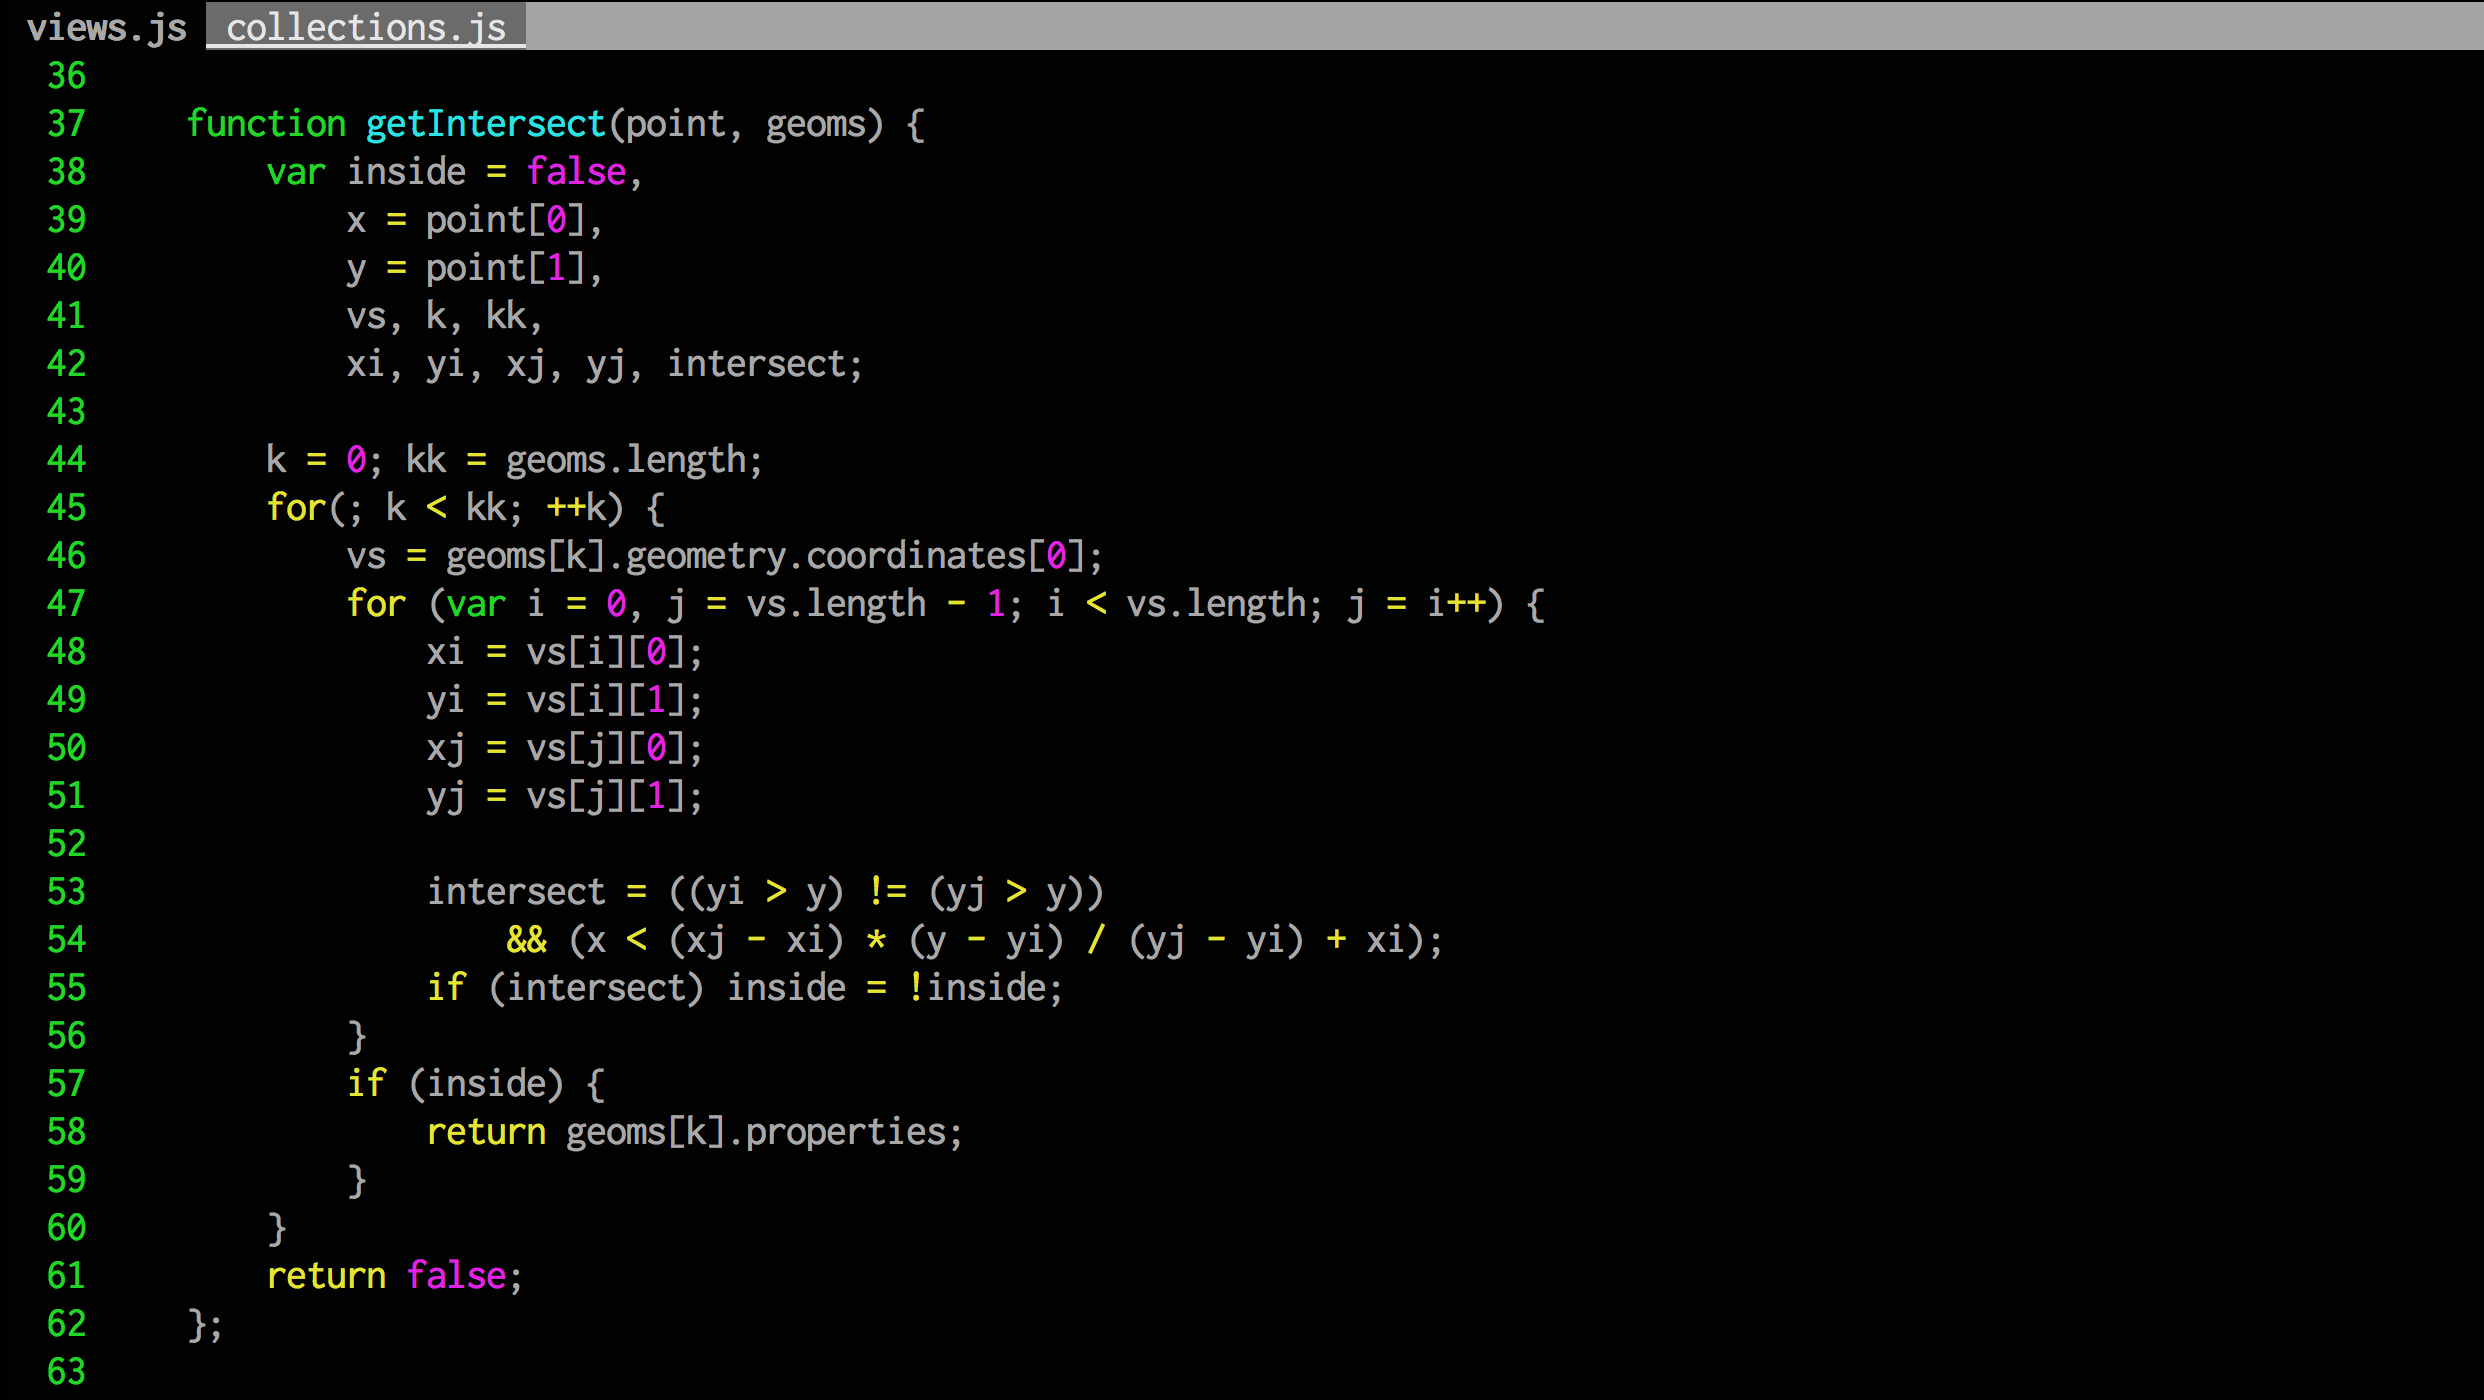 views.js collections.js
36
37     function getIntersect(point, geoms) {
38         var inside = false,
39             x = point[0],
40             y = point[1],
41             vs, k, kk,
42             xi, yi, xj, yj, intersect;
43
44         k = 0; kk = geoms.length;
45         for(; k < kk; ++k) {
46             vs = geoms[k].geometry.coordinates[0];
47             for (var i = 0, j = vs.length - 1; i < vs.length; j = i++) {
48                 xi = vs[i][0];
49                 yi = vs[i][1];
50                 xj = vs[j][0];
51                 yj = vs[j][1];
52
53                 intersect = ((yi > y) != (yj > y))
54                     && (x < (xj - xi) * (y - yi) / (yj - yi) + xi);
55                 if (intersect) inside = !inside;
56             }
57             if (inside) {
58                 return geoms[k].properties;
59             }
60         }
61         return false;
62     };
63